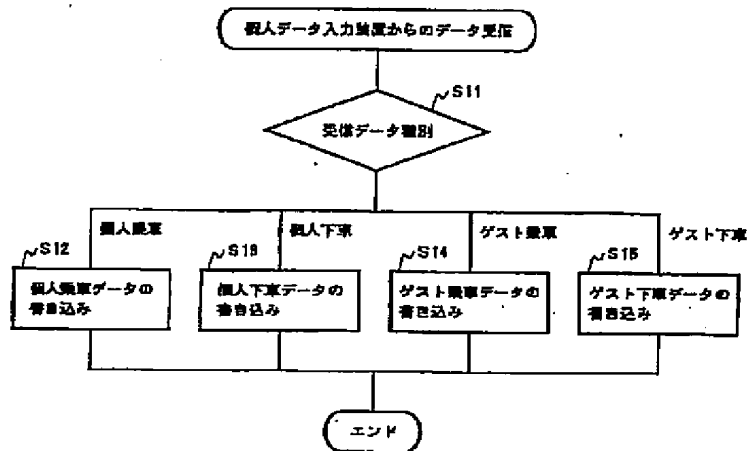 個人データ入力装置からのデータ受信
S11
受信データ種別
個人乗車
個人下車
ゲスト乗車
ゲスト下車
S12
S13
S14
S15
個人乗車データの
書き込み
個人下車データの
書き込み
ゲスト乗車データの
書き込み
ゲスト下車データの
書き込み
エンド